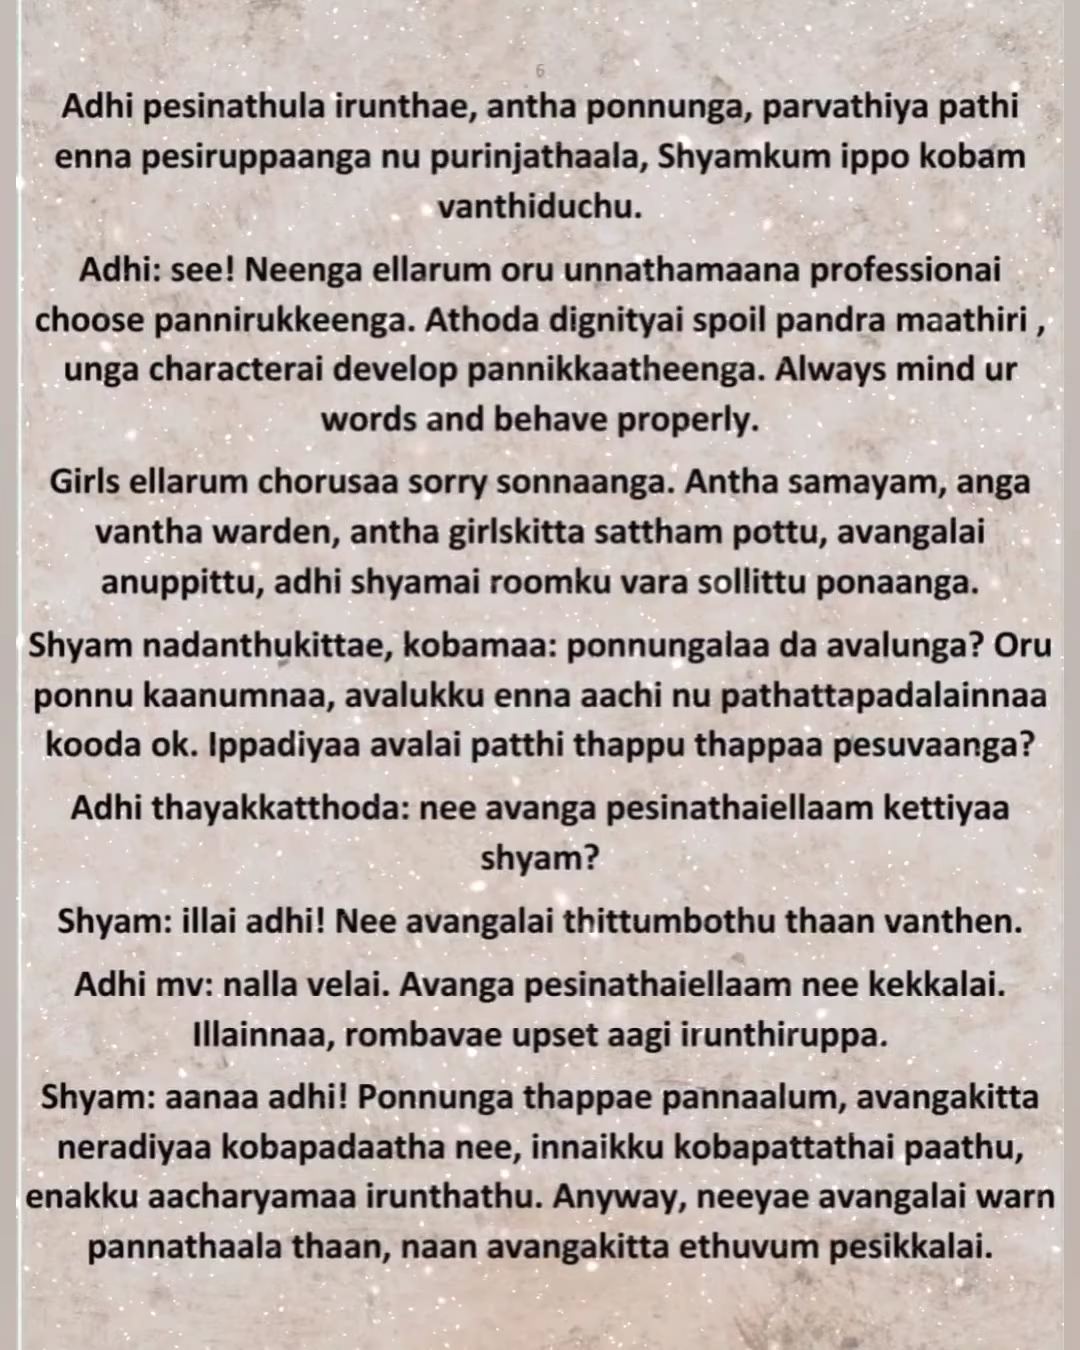 6
Adhi pesinathula irunthae, antha ponnunga, parvathiya pathi
enna pesiruppaanga nu purinjathaala, Shyamkum ippo kobam
vanthiduchu.
Adhi: see! Neenga ellarum oru unnathamaana professionai
choose pannirukkeenga. Athoda dignityai spoil pandra maathiri ,
unga characterai develop pannikkaatheenga. Always mind ur
words and behave properly.
Girls ellarum chorusaa sorry sonnaanga. Antha samayam, anga
vantha warden, antha girlskitta sattham pottu, avangalai
anuppittu, adhi shyamai roomku vara sollittu ponaanga.
Shyam nadanthukittae, kobamaa: ponnungalaa da avalunga? Oru
ponnu kaanumnaa, avalukku enna aachi nu pathattapadalainnaa
kooda ok. Ippadiyaa avalai patthi thappu thappaa pesuvaanga?
Adhi thayakkatthoda: nee avanga pesinathaiellaam kettiyaa
shyam?
Shyam: illai adhi! Nee avangalai thittumbothu thaan vanthen.
Adhi mv: nalla velai. Avanga pesinathaiellaam nee kekkalai.
Illainnaa, rombavae upset aagi irunthiruppa.
Shyam: aanaa adhi! Ponnunga thappae pannaalum, avangakitta
neradiyaa kobapadaatha nee, innaikku kobapattathai paathu,
enakku aacharyamaa irunthathu. Anyway, neeyae avangalai warn
pannathaala thaan, naan avangakitta ethuvum pesikkalai.